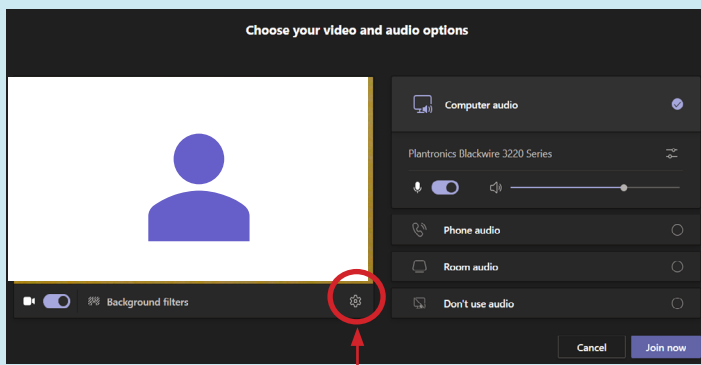 Choose your video and audio options
Computer audio
Plantronics Blackwire 3220 Series
Phone audio
Room audio
Background filters
Don't use audio
Cancel
Join now